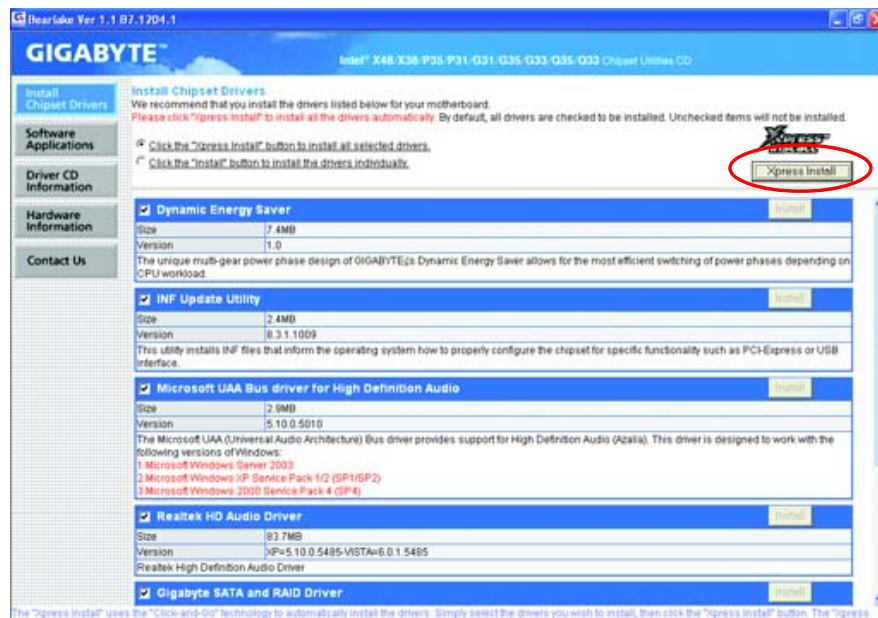 Bearlake Ver 1.1 B7.1204.1
GIGABYTE™
Intel® X48/X38/P35/P31/G31/G35/G33/Q35/Q33 Chipset Utilities CD
Install
Chipset Drivers
Software
Applications
Driver CD
Information
Hardware
Information
Contact Us
Install Chipset Drivers
We recommend that you install the drivers listed below for your motherboard.
Please click "Xpress Install" to install all the drivers automatically. By default, all drivers are checked to be installed. Unchecked items will not be installed.
Click the "Xpress Install" button to install all selected drivers.
Click the "Install" button to install the drivers individually.
Xpress
Install
Xpress Install
Dynamic Energy Saver Install
Size 7.4MB
Version 1.0
The unique multi-gear power phase design of GIGABYTE¡¦s Dynamic Energy Saver allows for the most efficient switching of power phases depending on
CPU workload.
INF Update Utility Install
Size 2.4MB
Version 8.3.1.1009
This utility installs INF files that inform the operating system how to properly configure the chipset for specific functionality such as PCI-Express or USB
interface.
Microsoft UAA Bus driver for High Definition Audio Install
Size 2.9MB
Version 5.10.0.5010
The Microsoft UAA (Universal Audio Architecture) Bus driver provides support for High Definition Audio (Azalia). This driver is designed to work with the
following versions of Windows:
1.Microsoft Windows Server 2003
2.Microsoft Windows XP Service Pack 1/2 (SP1/SP2)
3.Microsoft Windows 2000 Service Pack 4 (SP4)
Realtek HD Audio Driver Install
Size 83.7MB
Version XP=5.10.0.5485-VISTA=6.0.1.5485
Realtek High Definition Audio Driver
Gigabyte SATA and RAID Driver Install
The "Xpress Install" uses the "Click-and-Go" technology to automatically install the drivers. Simply select the drivers you wish to install, then click the "Xpress Install" button. The "Xpress